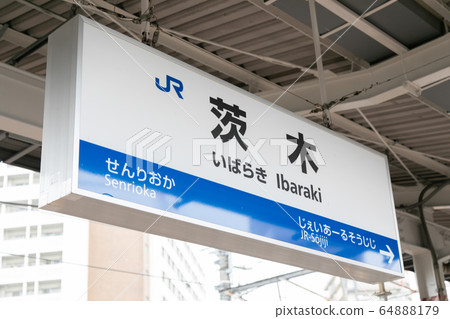 JR
茨木
いばらき Ibaraki
せんりおか
Senrioka
じぇいあーるそうじじ
JR-Sōjiji
PIXTA
64888179